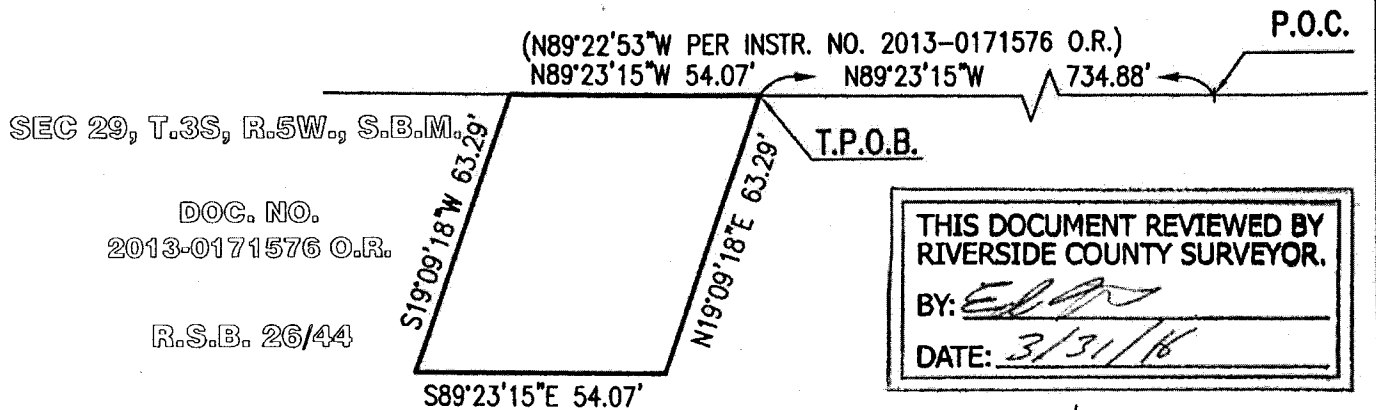 P.O.C.
(N89°22'53"W PER INSTR. NO. 2013-0171576 O.R.)
N89°23'15"W 54.07'
N89°23'15"W 734.88'
SEC 29, T.3S, R.5W., S.B.M.
T.P.O.B.
S19°09'18"W 63.29'
N19°09'18"E 63.29'
DOC. NO.
2013-0171576 O.R.
R.S.B. 26/44
S89°23'15"E 54.07'
THIS DOCUMENT REVIEWED BY
RIVERSIDE COUNTY SURVEYOR.
BY:
DATE: 3/31/16